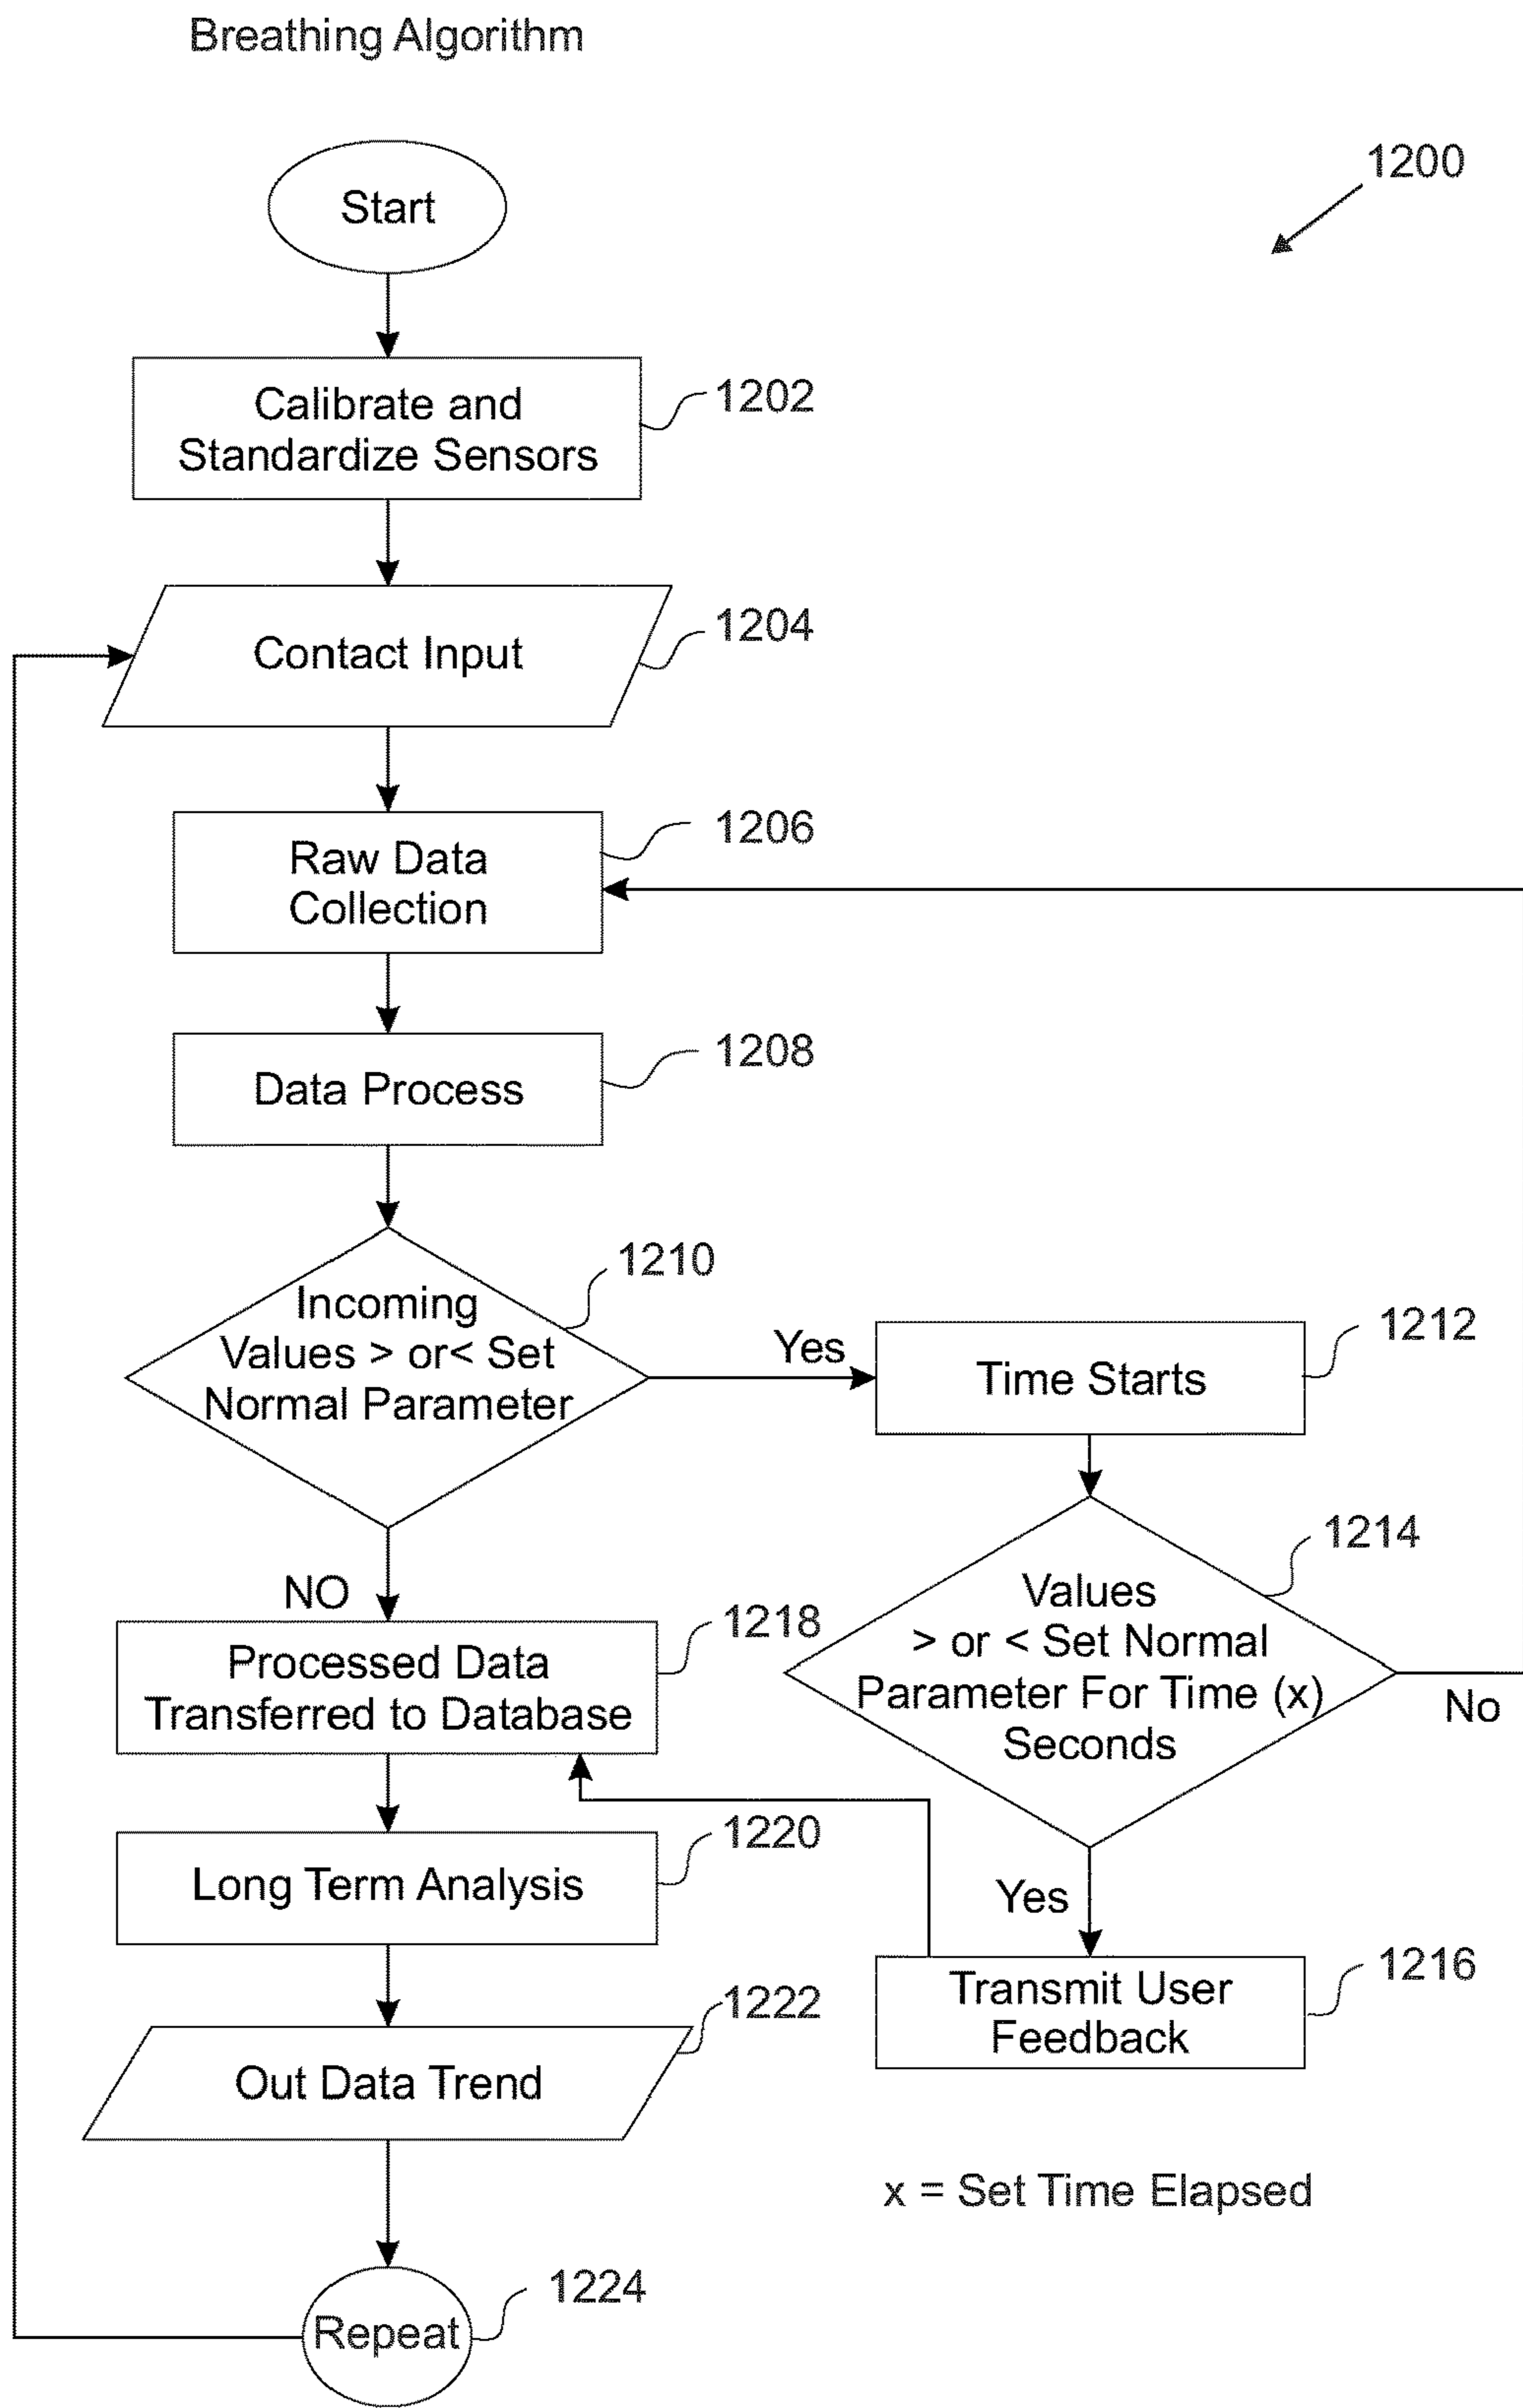 Breathing Algorithm
1200
Start
Calibrate and
Standardize Sensors
1202
Contact Input
1204
Raw Data
Collection
1206
Data Process
1208
Incoming
Values > or< Set
Normal Parameter
1210
Yes
Time Starts
1212
Values
> or < Set Normal
Parameter For Time (x)
Seconds
1214
No
NO
Processed Data
Transferred to Database
1218
Long Term Analysis
1220
Yes
Transmit User
Feedback
1216
Out Data Trend
1222
x = Set Time Elapsed
Repeat
1224